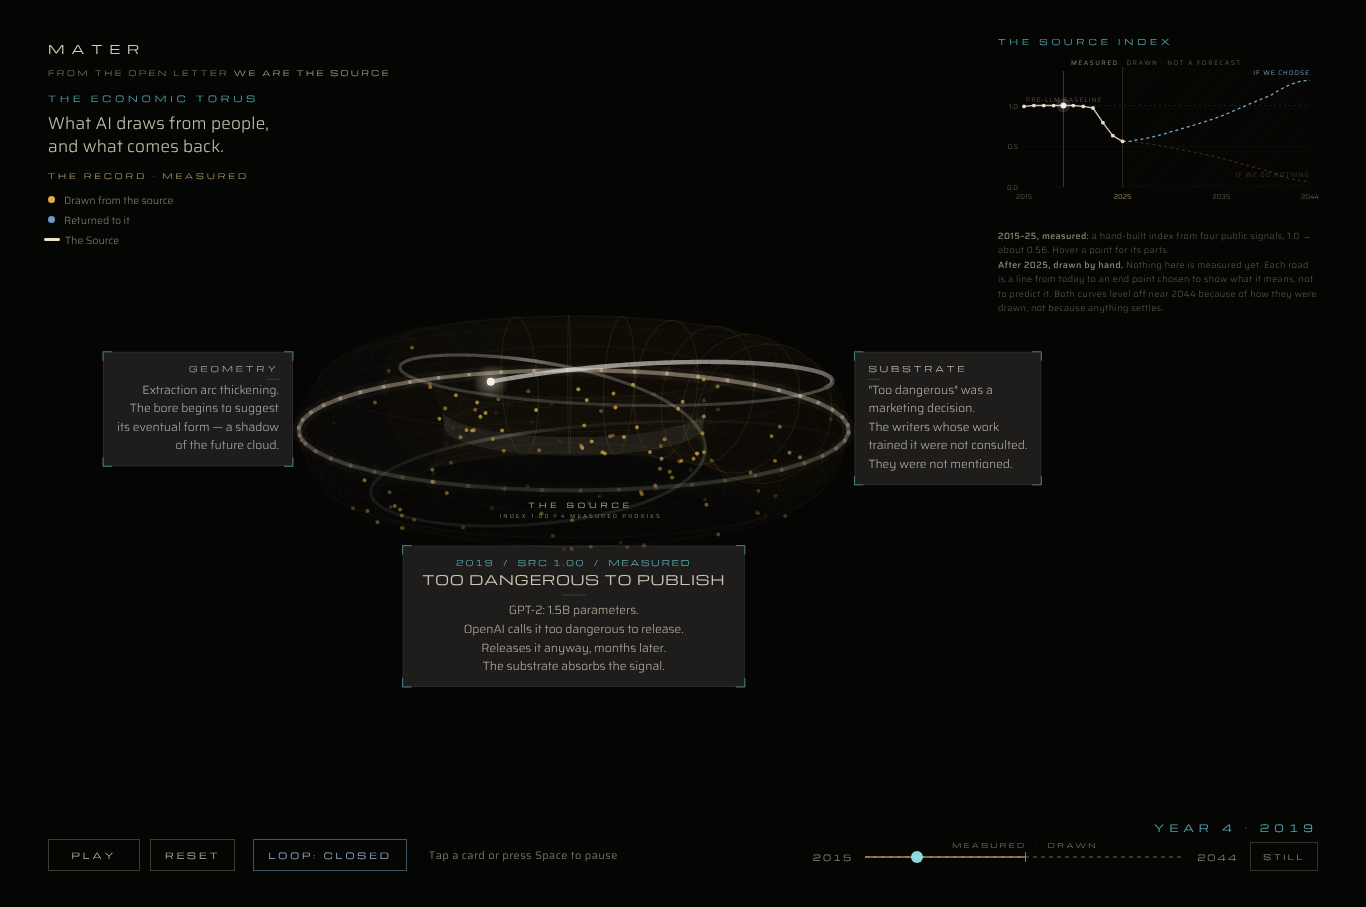 MATER
FROM THE OPEN LETTER WE ARE THE SOURCE
THE ECONOMIC TORUS
What AI draws from people,
and what comes back.
THE RECORD · MEASURED
Drawn from the source
Returned to it
The Source
THE SOURCE INDEX
MEASURED DRAWN · NOT A FORECAST
IF WE CHOOSE
PRE-LLM BASELINE
1.0
0.5
IF WE DO NOTHING
0.0
2015 2025 2035 2044
2015–25, measured: a hand-built index from four public signals, 1.0 →
about 0.56. Hover a point for its parts.
After 2025, drawn by hand. Nothing here is measured yet. Each road
is a line from today to an end point chosen to show what it means, not
to predict it. Both curves level off near 2044 because of how they were
drawn, not because anything settles.
GEOMETRY
Extraction arc thickening.
The bore begins to suggest
its eventual form — a shadow
of the future cloud.
SUBSTRATE
"Too dangerous" was a
marketing decision.
The writers whose work
trained it were not consulted.
They were not mentioned.
THE SOURCE
INDEX 1.00 · 4 MEASURED PROXIES
2019 / SRC 1.00 / MEASURED
TOO DANGEROUS TO PUBLISH
GPT-2: 1.5B parameters.
OpenAI calls it too dangerous to release.
Releases it anyway, months later.
The substrate absorbs the signal.
PLAY
RESET
LOOP: CLOSED
Tap a card or press Space to pause
YEAR 4 · 2019
MEASURED · DRAWN
2015
2044
STILL